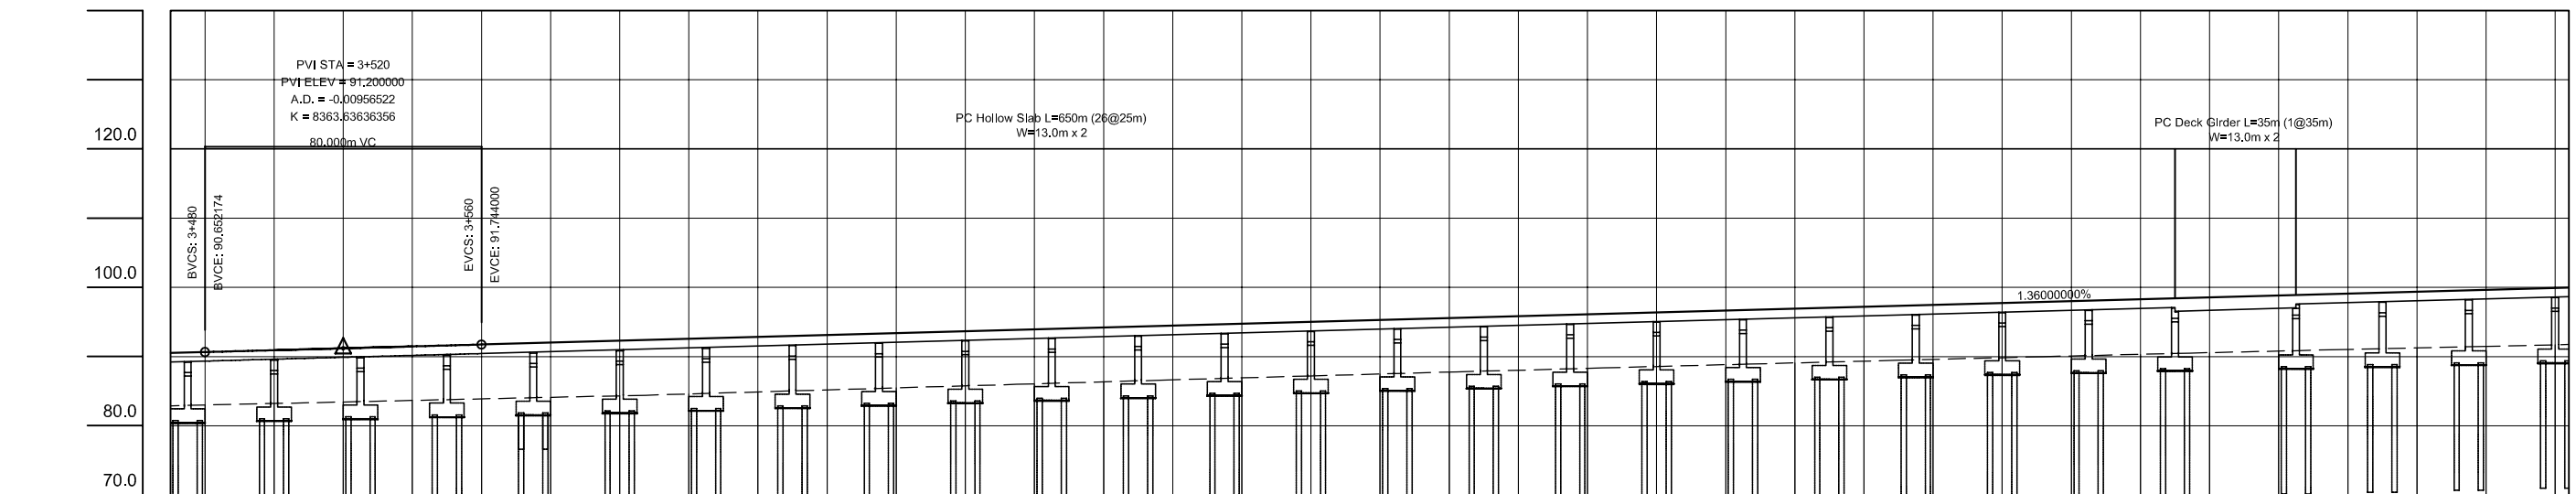 PVI STA = 3+520
PVI ELEV = 91.200000
A.D. = -0.00956522
K = 8363.63636356
80.000m VC
PC Hollow Slab L=650m (26@25m)
W=13.0m x 2
PC Deck Girder L=35m (1@35m)
W=13.0m x 2
120.0
BVCS: 3+480
BVCE: 90.652174
EVCS: 3+560
EVCE: 91.744000
100.0
1.36000000%
80.0
70.0